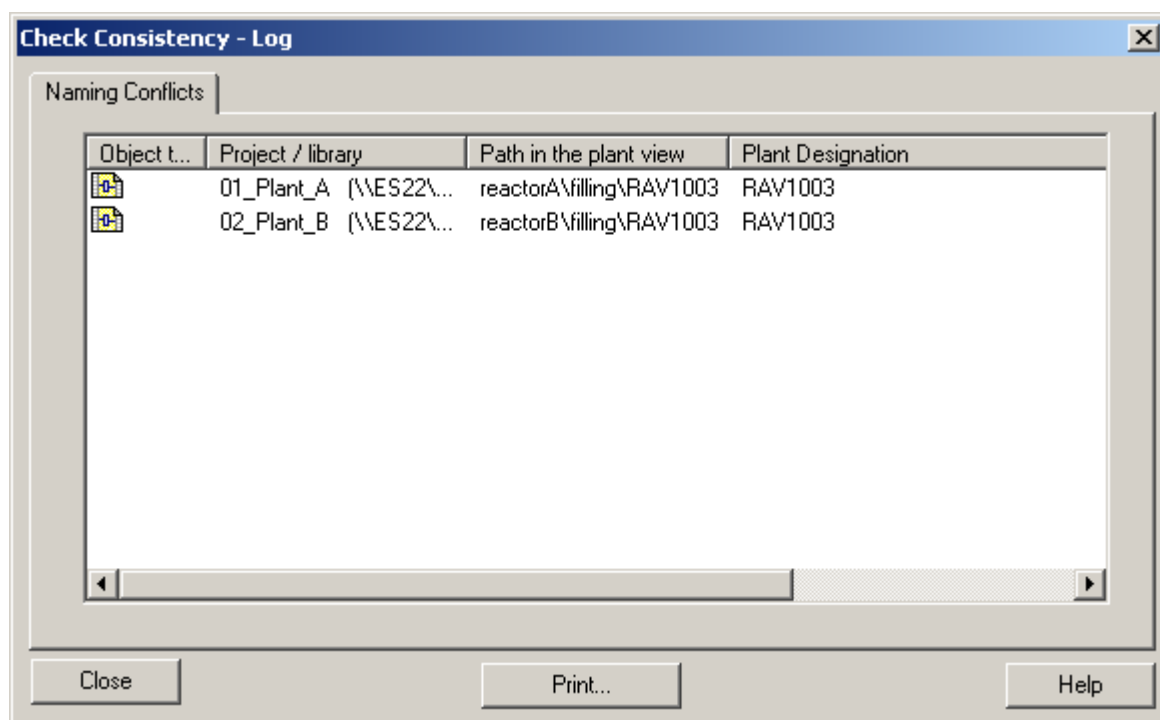 Check Consistency - Log
Naming Conflicts
Object t... Project / library Path in the plant view Plant Designation
01_Plant_A (\\ES22\... reactorA\filling\RAV1003 RAV1003
02_Plant_B (\\ES22\... reactorB\filling\RAV1003 RAV1003
Close Print... Help